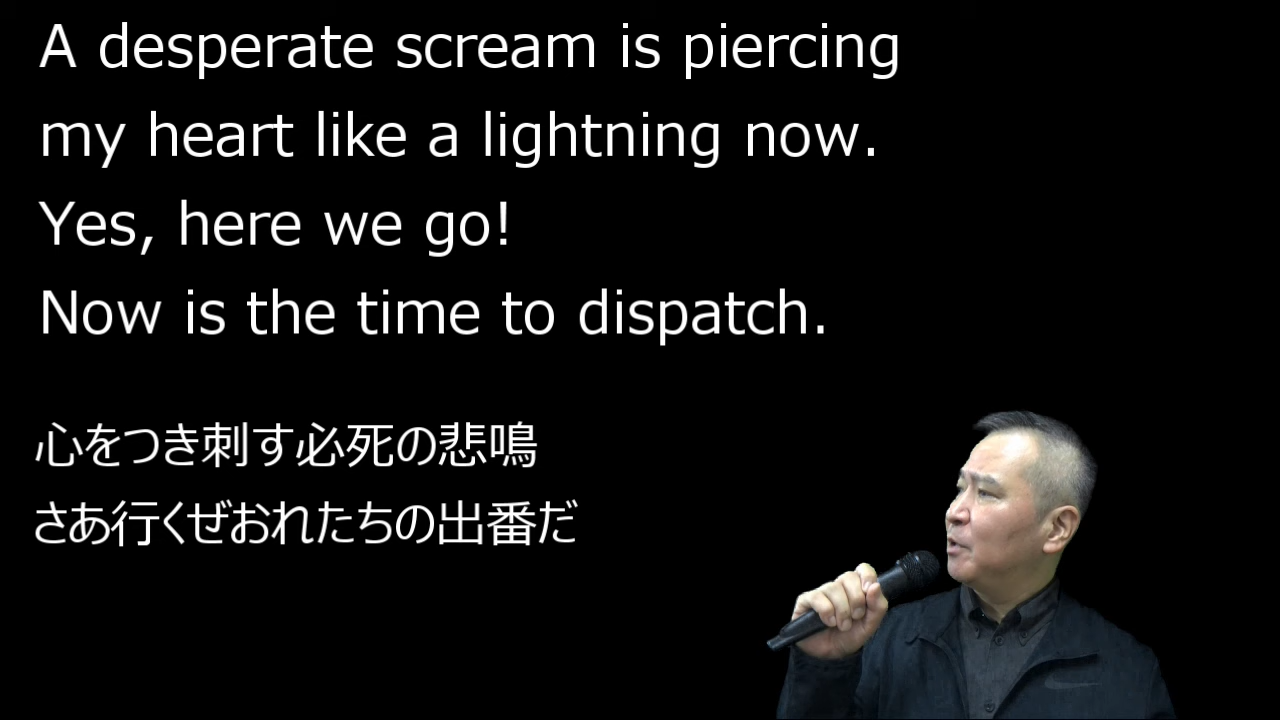 A desperate scream is piercing
my heart like a lightning now.
Yes, here we go!
Now is the time to dispatch.
心をつき刺す必死の悲鳴
さあ行くぜおれたちの出番だ